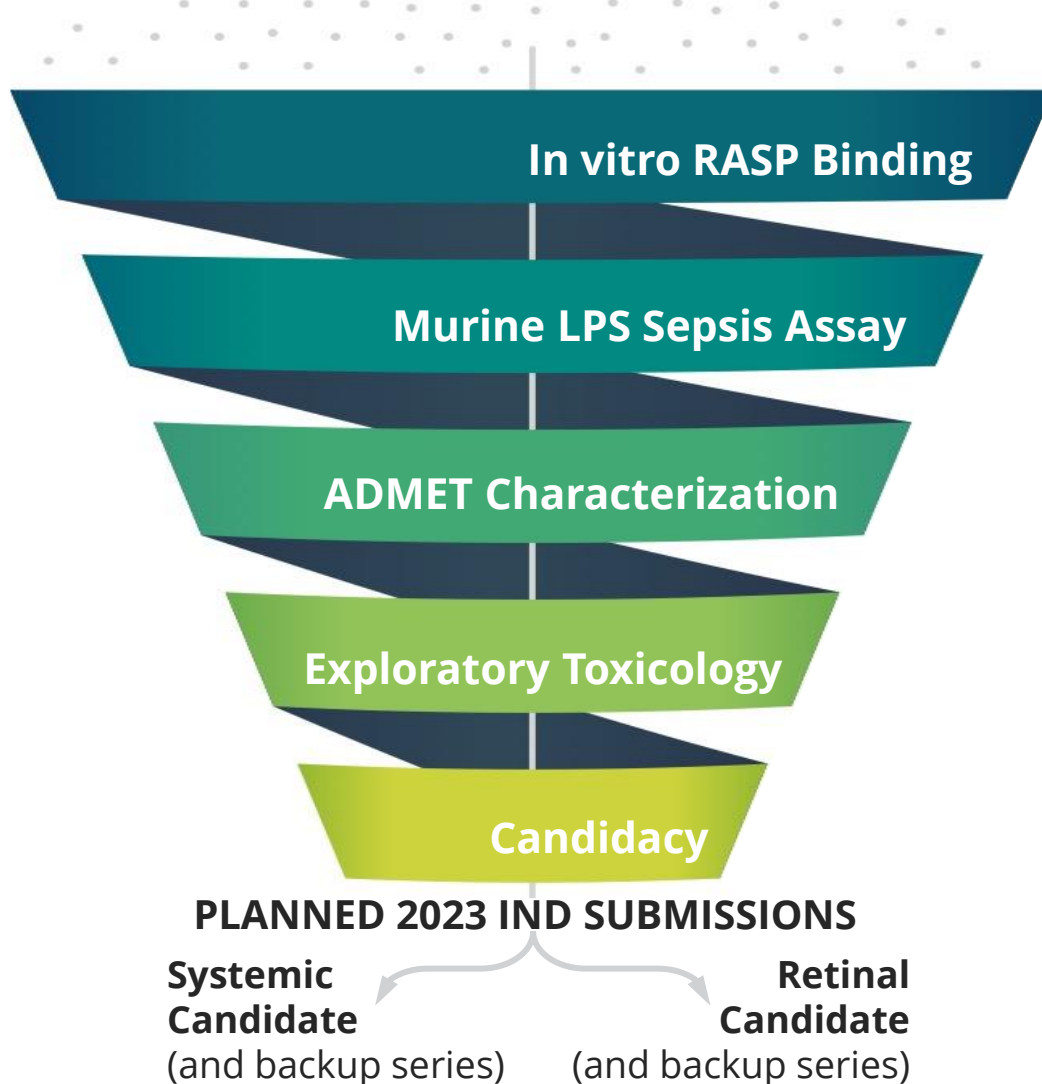 In vitro RASP Binding
Murine LPS Sepsis Assay
ADMET Characterization
Exploratory Toxicology
Candidacy
PLANNED 2023 IND SUBMISSIONS
Systemic
Candidate
(and backup series)
Retinal
Candidate
(and backup series)